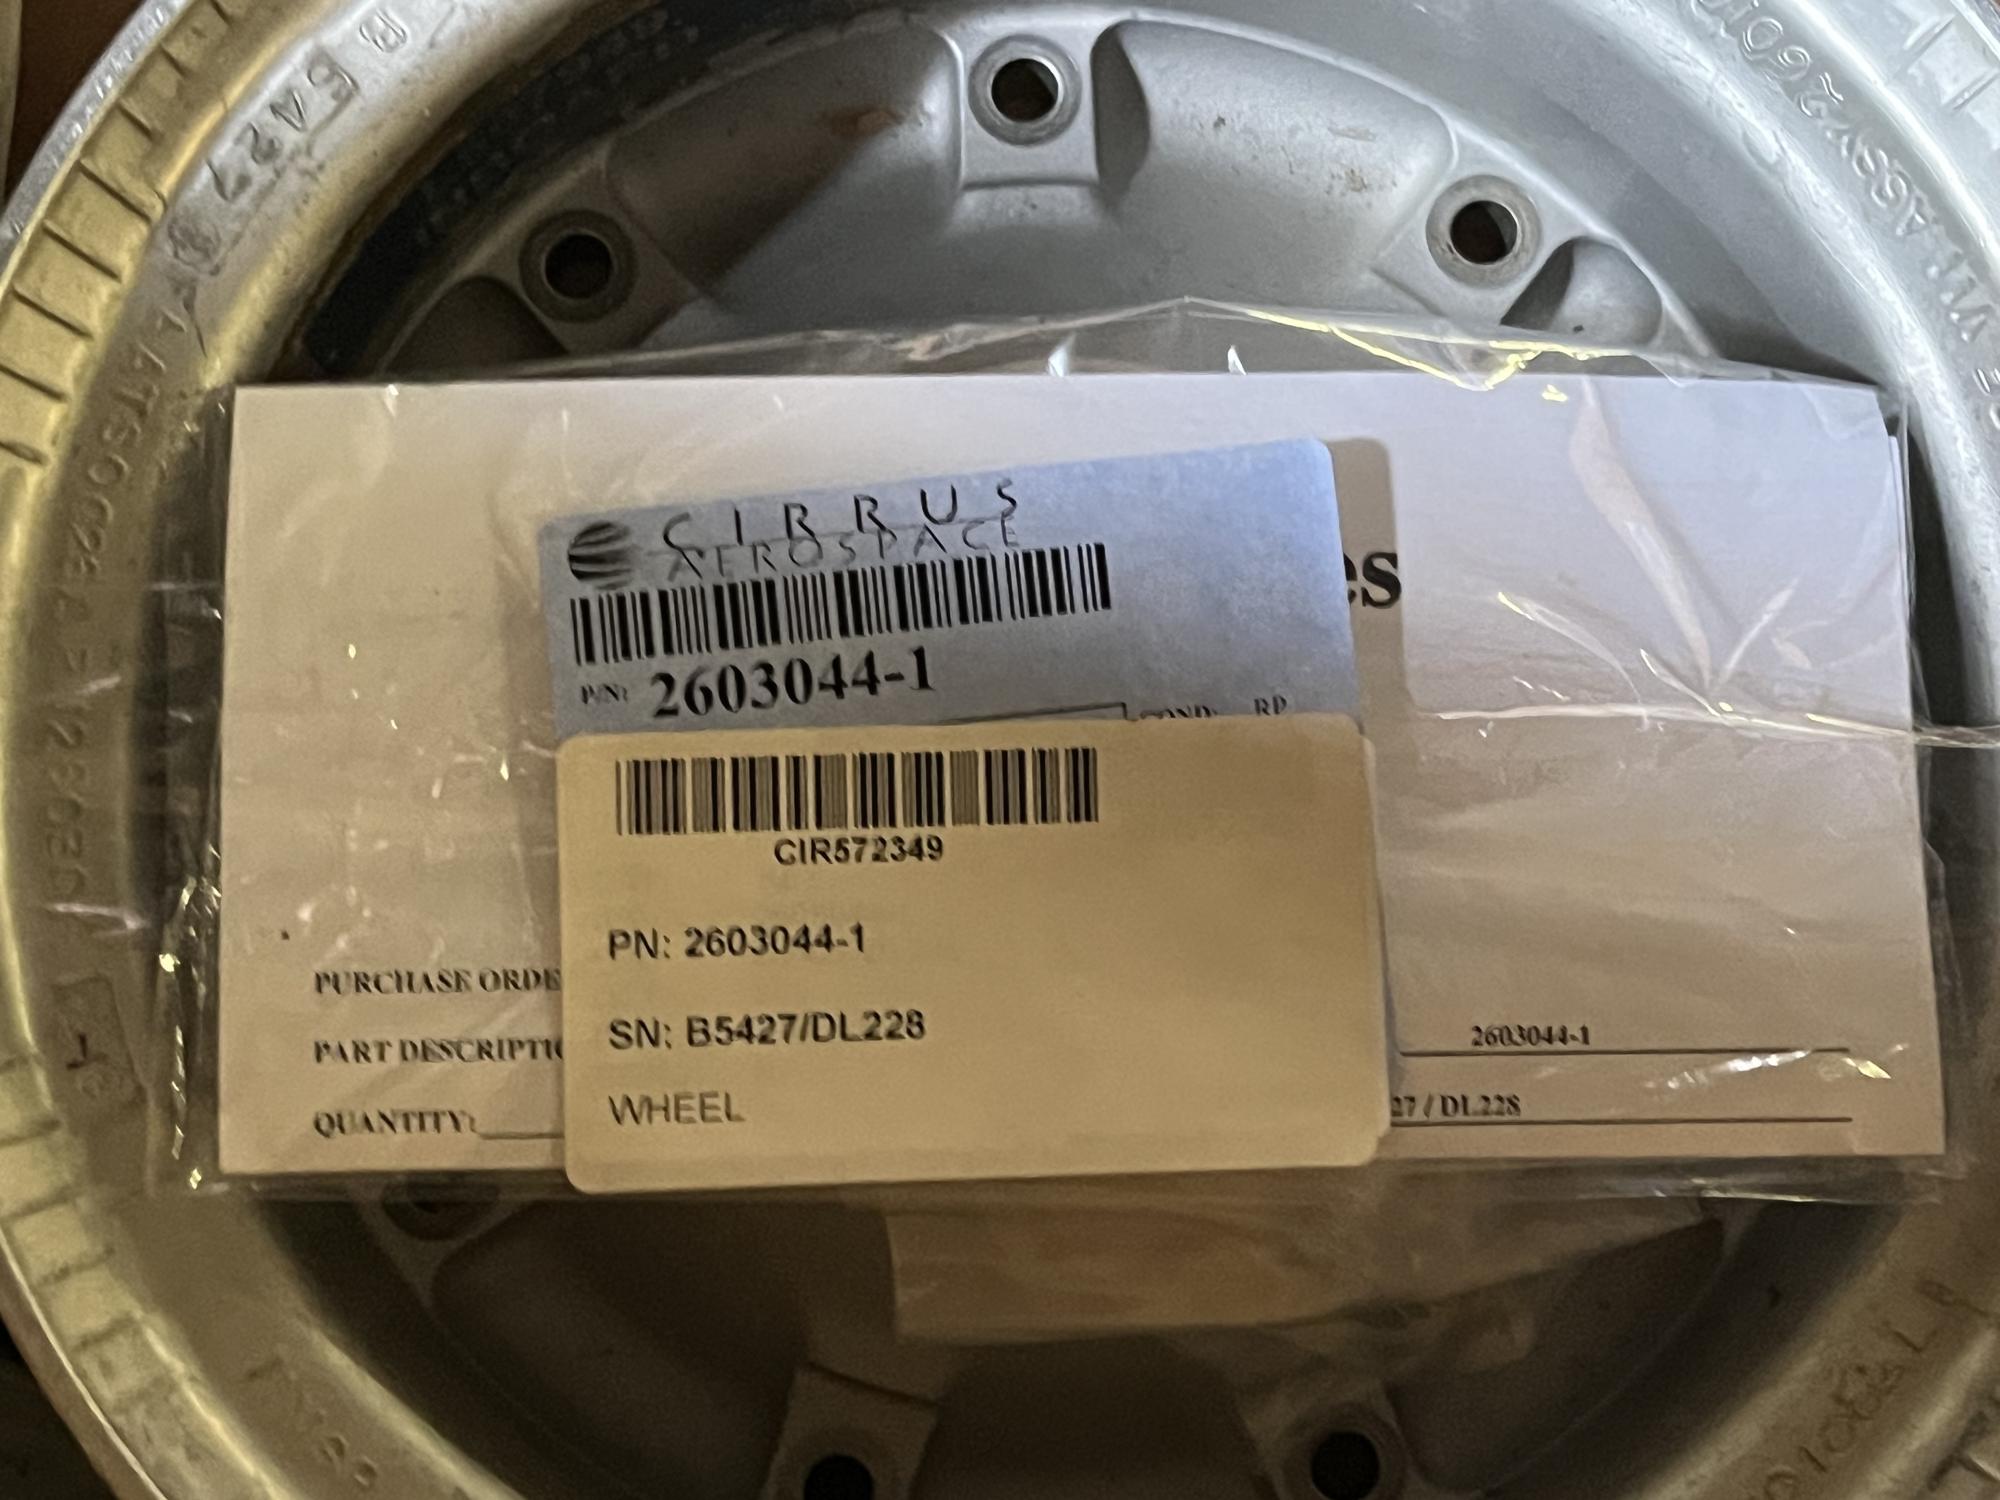 CIRRUS
AEROSPACE
P/N: 2603044-1
COND: RP
es
CIR572349
PN: 2603044-1
SN: B5427/DL228
WHEEL
PURCHASE ORDE
PART DESCRIPTIO
QUANTITY:
2603044-1
27 / DL228